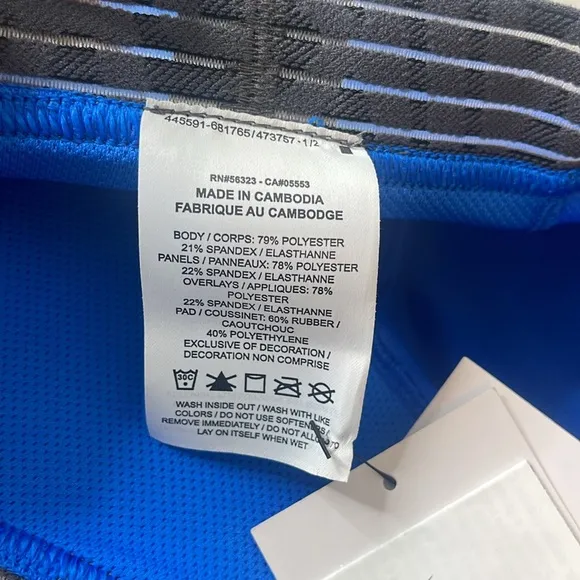 445591-681765/473757-1/2
RN#56323 - CA#05553
MADE IN CAMBODIA
FABRIQUE AU CAMBODGE
BODY / CORPS: 79% POLYESTER
21% SPANDEX / ELASTHANNE
PANELS / PANNEAUX: 78% POLYESTER
22% SPANDEX / ELASTHANNE
OVERLAYS / APPLIQUES: 78%
POLYESTER
22% SPANDEX / ELASTHANNE
PAD / COUSSINET: 60% RUBBER /
CAOUTCHOUC
40% POLYETHYLENE
EXCLUSIVE OF DECORATION /
DECORATION NON COMPRISE
30C
WASH INSIDE OUT / WASH WITH LIKE
COLORS / DO NOT USE SOFTENERS /
REMOVE IMMEDIATELY / DO NOT ALLOW TO
LAY ON ITSELF WHEN WET